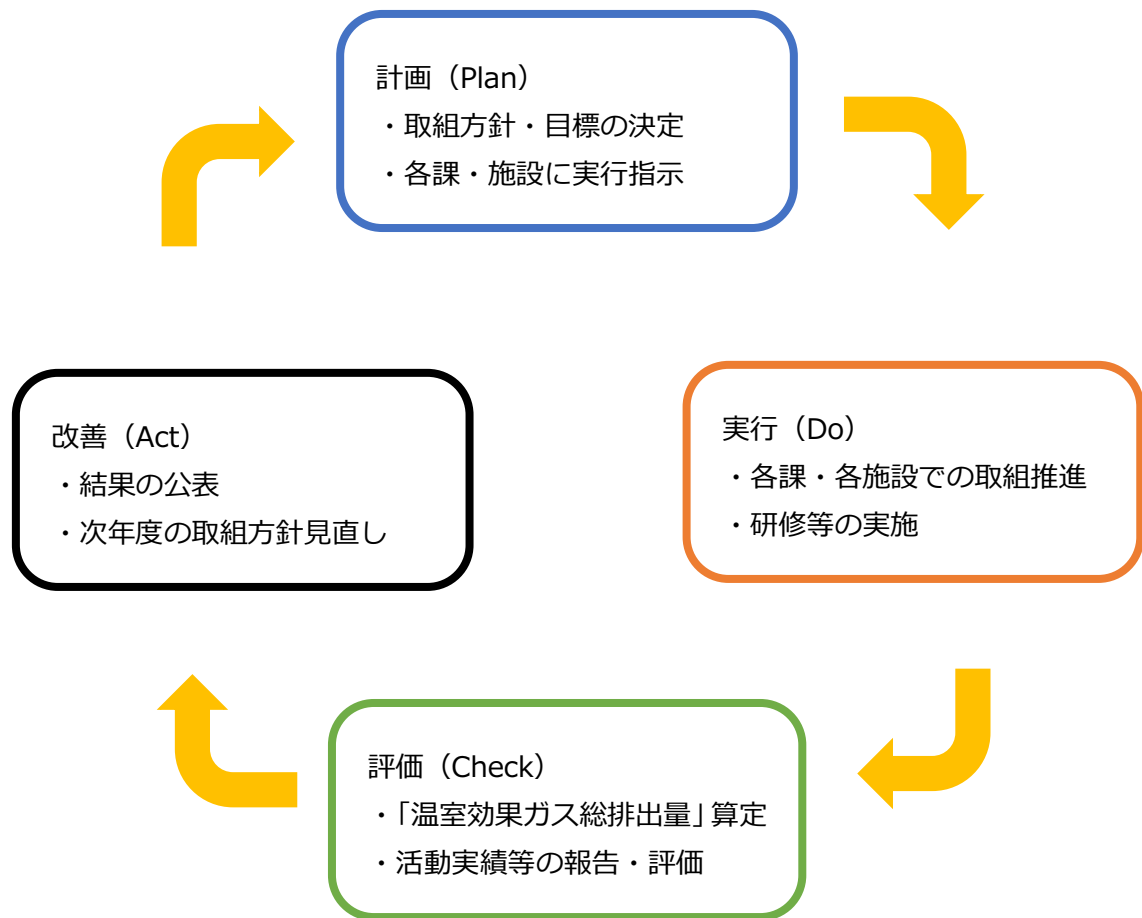 計画（Plan）
・取組方針・目標の決定
・各課・施設に実行指示
実行（Do）
・各課・各施設での取組推進
・研修等の実施
評価（Check）
・「温室効果ガス総排出量」算定
・活動実績等の報告・評価
改善（Act）
・結果の公表
・次年度の取組方針見直し